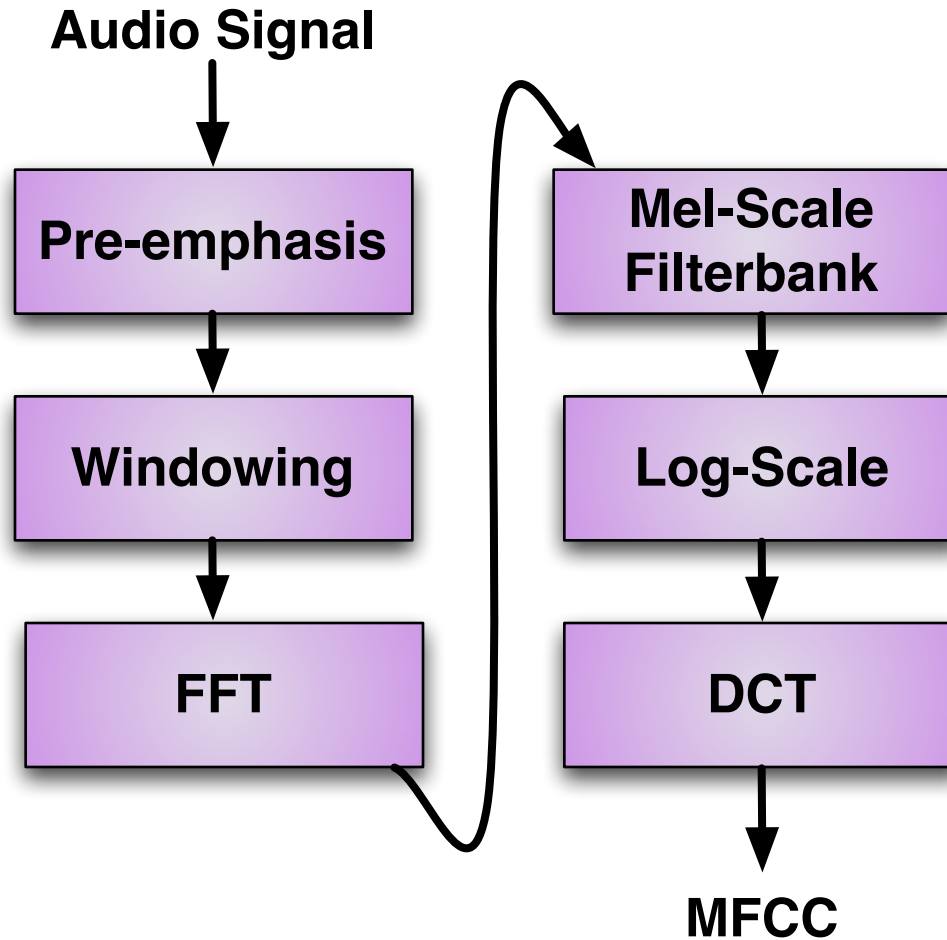 Audio Signal
Pre-emphasis
Windowing
FFT
Mel-Scale
Filterbank
Log-Scale
DCT
MFCC